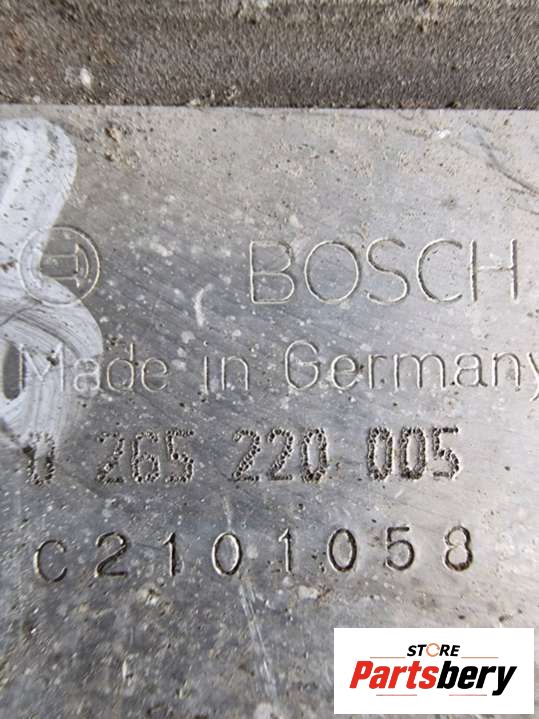 BOSCH
Made in Germany
0 265 220 005
C2101058
STORE
Partsbery